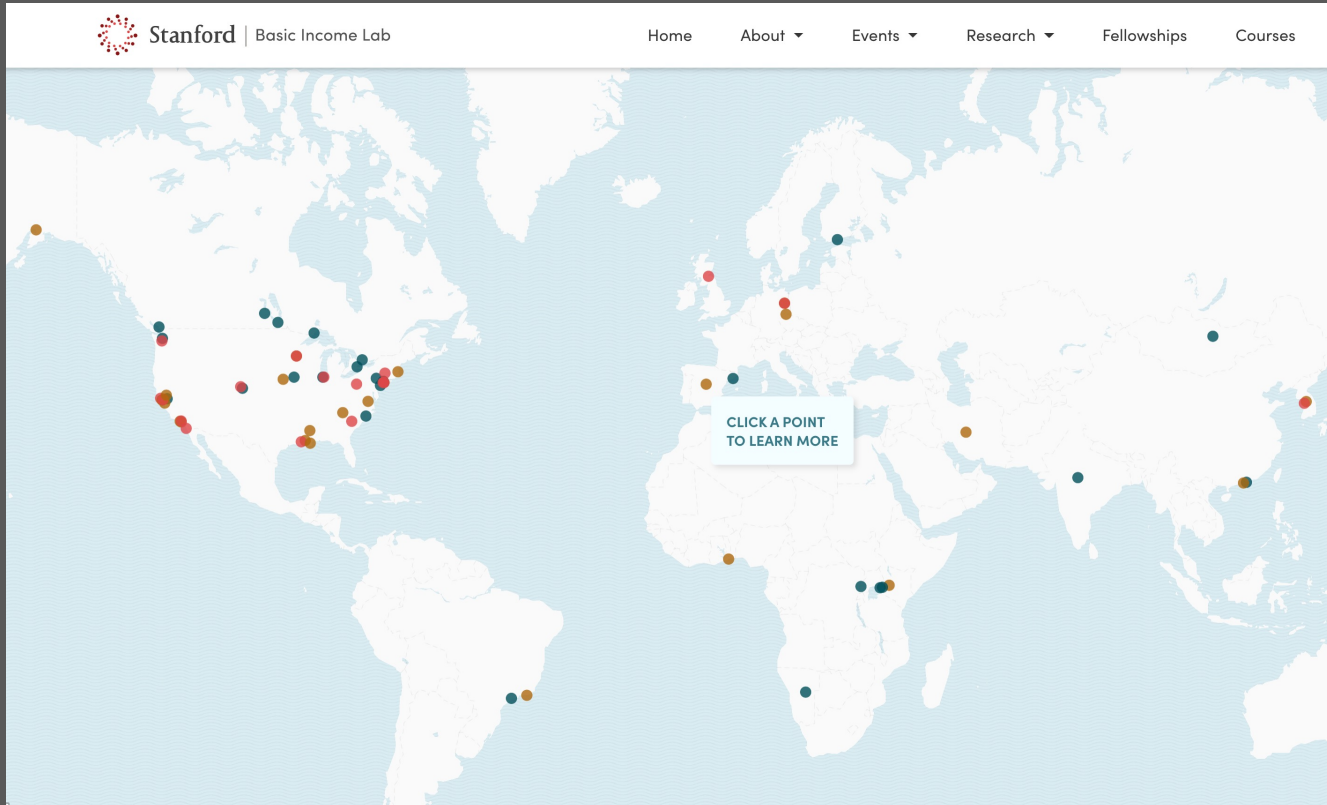 Stanford | Basic Income Lab
Home
About
Events
Research
Fellowships
Courses
CLICK A POINT
TO LEARN MORE